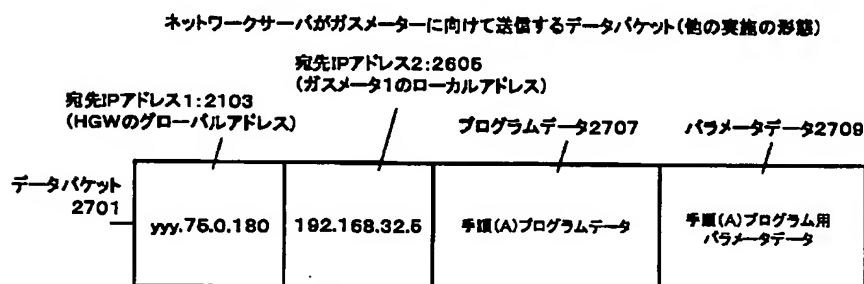 ネットワークサーバがガスメーターに向けて送信するデータパケット(他の実施の形態)
宛先IPアドレス2:2605
(ガスメータ1のローカルアドレス)
宛先IPアドレス1:2103
(HGWのグローバルアドレス)
プログラムデータ2707
パラメータデータ2709
データパケット
2701
yyy.75.0.180
192.168.32.5
手順(A)プログラムデータ
手順(A)プログラム用
パラメータデータ